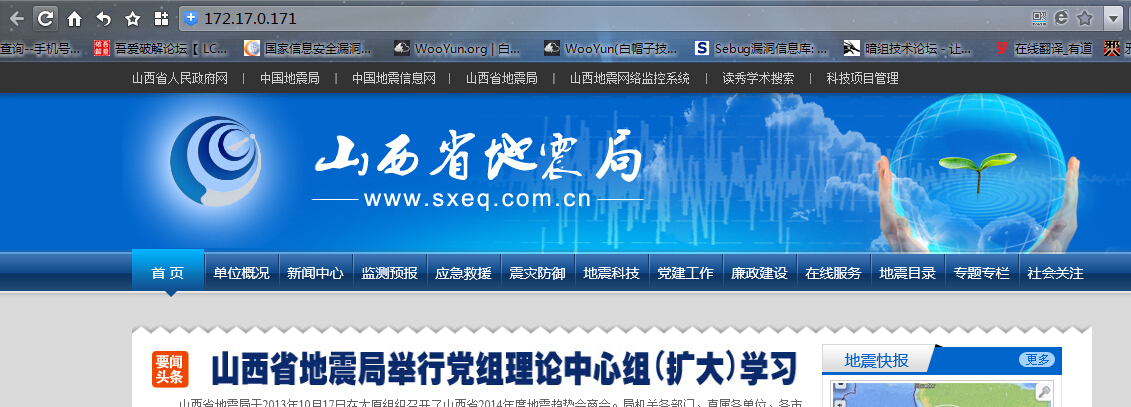 172.17.0.171
查询--手机号... 吾爱破解论坛【 LC... 国家信息安全漏洞... WooYun.org | 白... WooYun(白帽子技... Sebug漏洞信息库: ... 暗组技术论坛 - 让... 在线翻译_有道
山西省人民政府网 | 中国地震局 | 中国地震信息网 | 山西省地震局 | 山西地震网络监控系统 | 读秀学术搜索 | 科技项目管理
山西省地震局
www.sxeq.com.cn
首页 单位概况 新闻中心 监测预报 应急救援 震灾防御 地震科技 党建工作 廉政建设 在线服务 地震目录 专题专栏 社会关注
要闻头条 山西省地震局举行党组理论中心组(扩大)学习
地震快报 更多
山西省地震局于2013年10月17日在太原组织召开了山西省2014年度地震趋势会商会。局机关各部门、直属各单位、各市